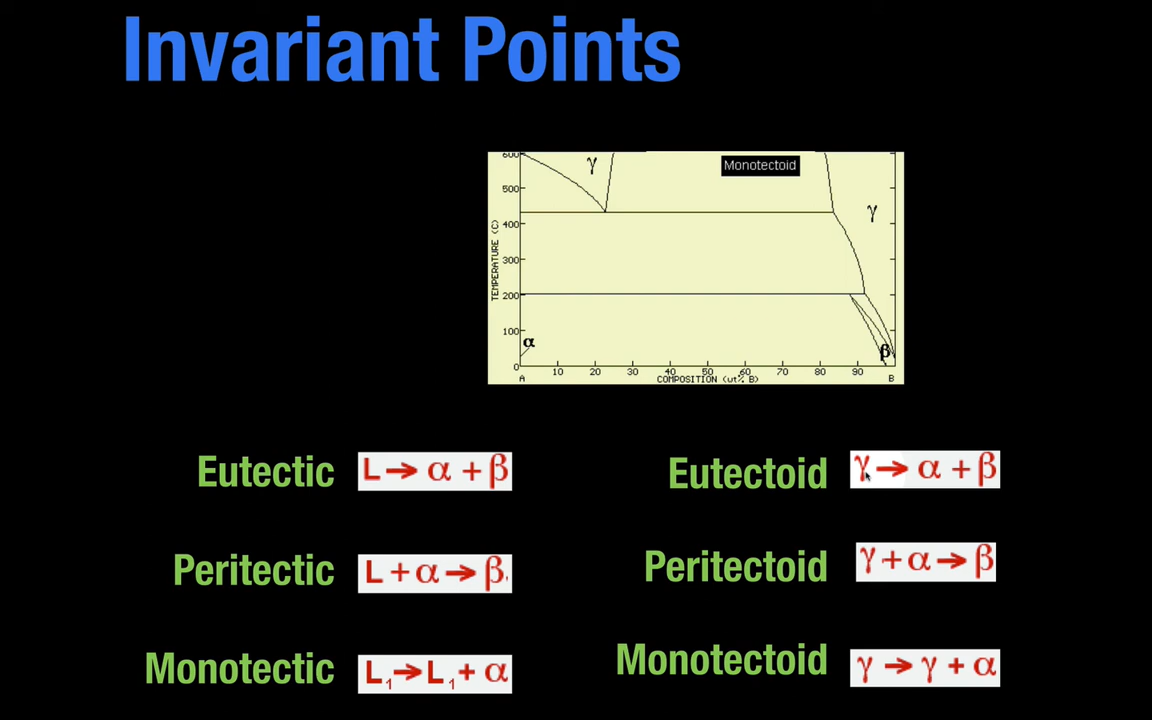 Invariant Points
600
γ
Monotectoid
500
γ
400
TEMPERATURE (C)
300
200
100
α
β
0
10 20 30 40 50 60 70 80 90
A COMPOSITION (wt% B) B
Eutectic L → α + β
Eutectoid γ → α + β
Peritectic L + α → β.
Peritectoid γ + α → β
Monotectic L₁ → L₁ + α
Monotectoid γ → γ + α